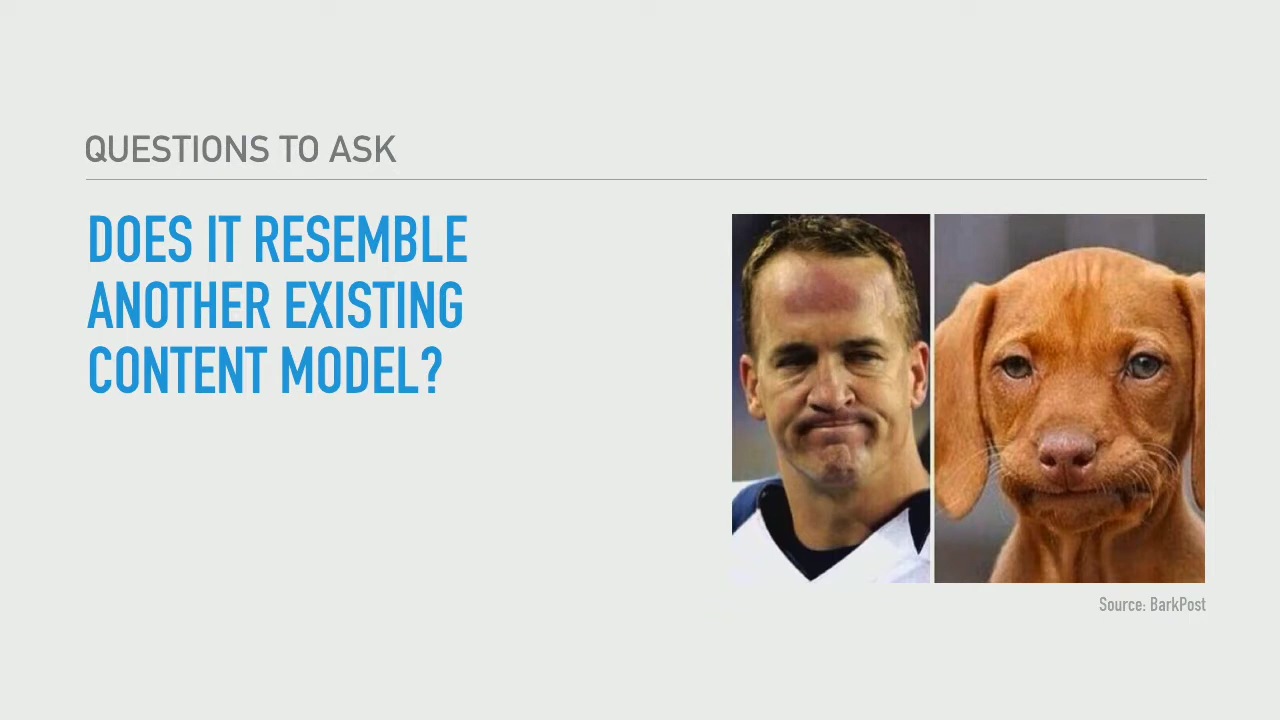 QUESTIONS TO ASK
DOES IT RESEMBLE
ANOTHER EXISTING
CONTENT MODEL?
Source: BarkPost